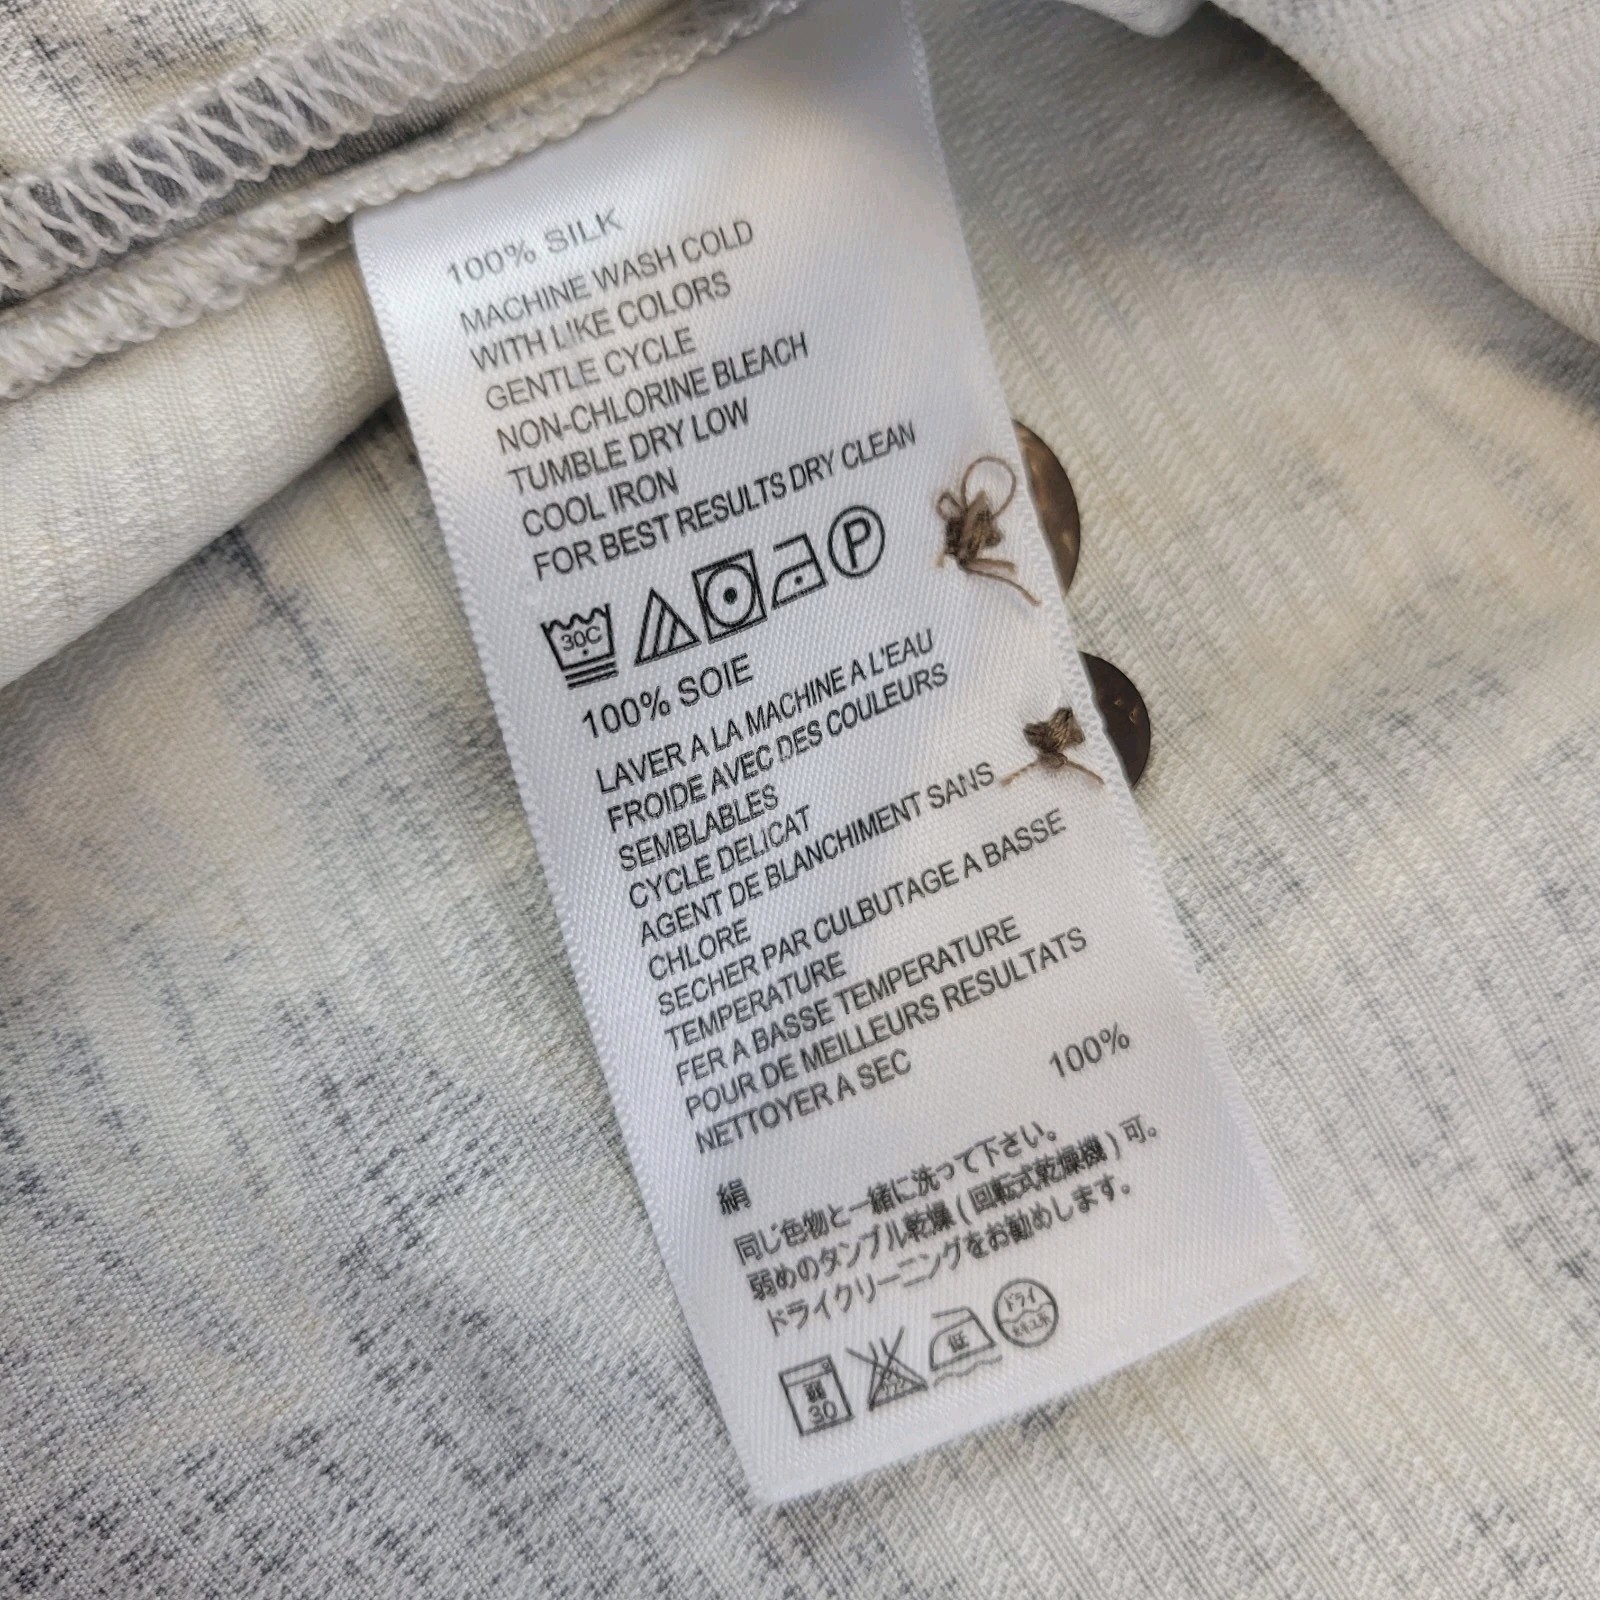 100% SILK
MACHINE WASH COLD
WITH LIKE COLORS
GENTLE CYCLE
NON-CHLORINE BLEACH
TUMBLE DRY LOW
COOL IRON
FOR BEST RESULTS DRY CLEAN
30C P
100% SOIE
LAVER A LA MACHINE A L'EAU
FROIDE AVEC DES COULEURS
SEMBLABLES
CYCLE DELICAT
AGENT DE BLANCHIMENT SANS
CHLORE
SECHER PAR CULBUTAGE A BASSE
TEMPERATURE
FER A BASSE TEMPERATURE
POUR DE MEILLEURS RESULTATS
NETTOYER A SEC
絹 100%
同じ色物と一緒に洗って下さい。
弱めのタンブル乾燥(回転式乾燥機)可。
ドライクリーニングをお勧めします。
弱 30 低 ドライ